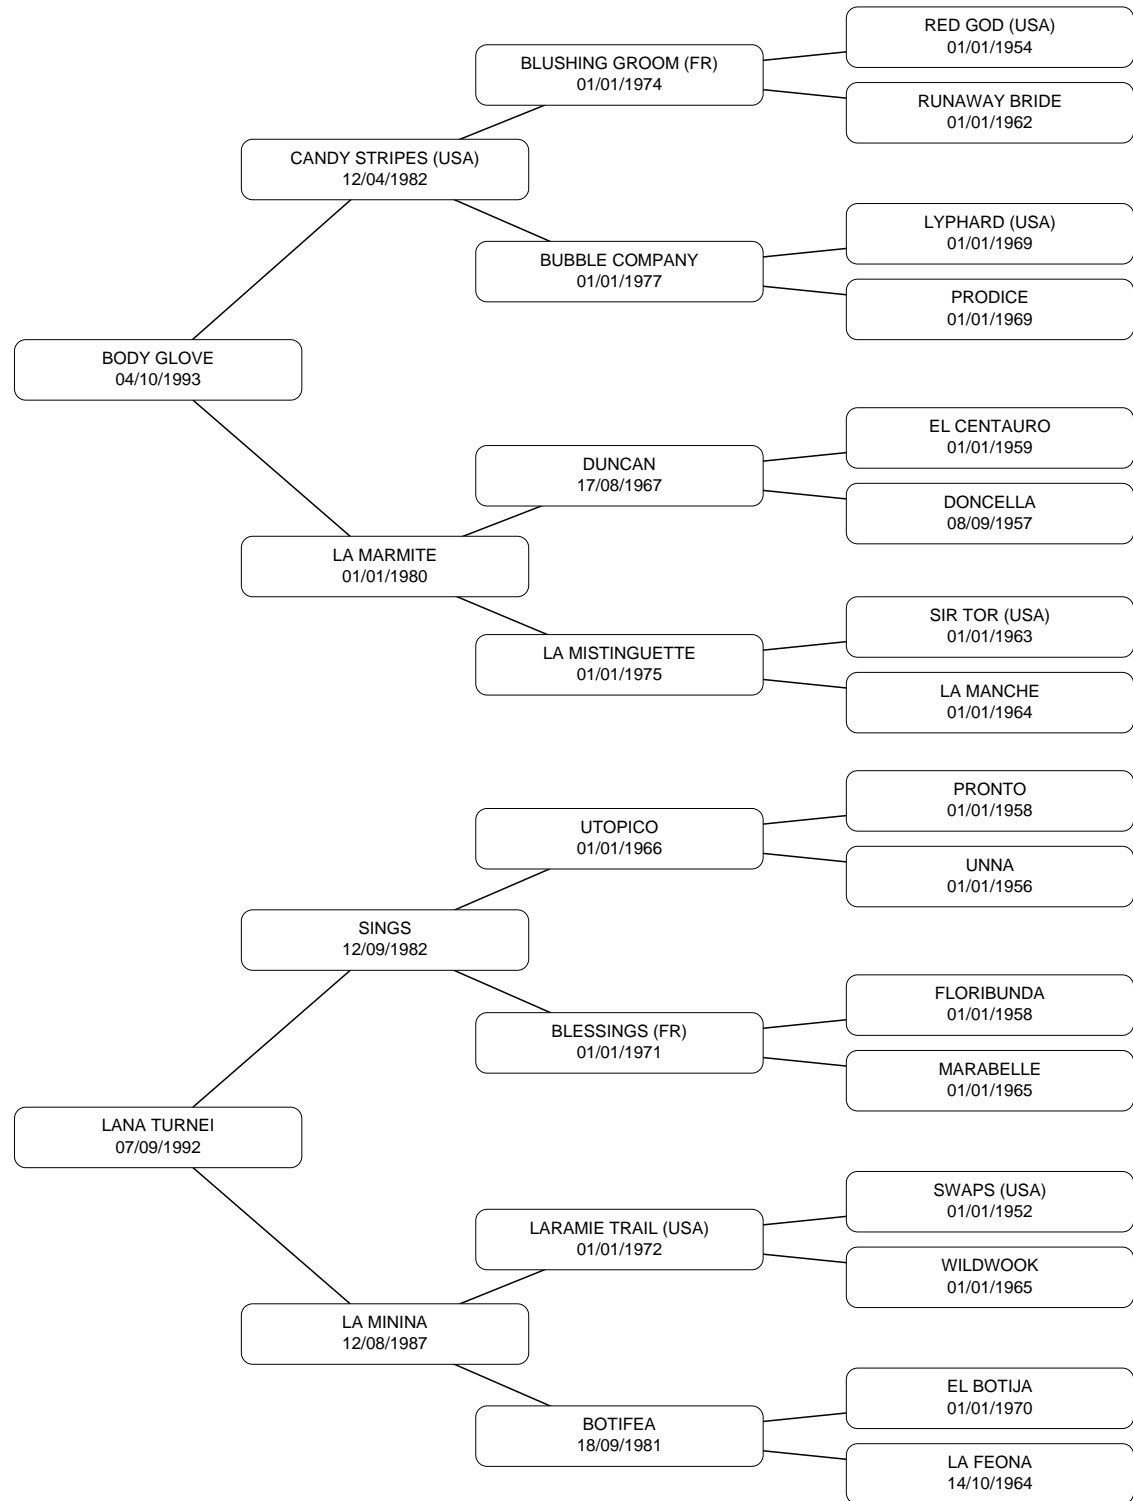 RED GOD (USA)
01/01/1954
BLUSHING GROOM (FR)
01/01/1974
RUNAWAY BRIDE
01/01/1962
CANDY STRIPES (USA)
12/04/1982
LYPHARD (USA)
01/01/1969
BUBBLE COMPANY
01/01/1977
PRODICE
01/01/1969
BODY GLOVE
04/10/1993
EL CENTAURO
01/01/1959
DUNCAN
17/08/1967
DONCELLA
08/09/1957
LA MARMITE
01/01/1980
SIR TOR (USA)
01/01/1963
LA MISTINGUETTE
01/01/1975
LA MANCHE
01/01/1964
PRONTO
01/01/1958
UTOPICO
01/01/1966
UNNA
01/01/1956
SINGS
12/09/1982
FLORIBUNDA
01/01/1958
BLESSINGS (FR)
01/01/1971
MARABELLE
01/01/1965
LANA TURNEI
07/09/1992
SWAPS (USA)
01/01/1952
LARAMIE TRAIL (USA)
01/01/1972
WILDWOOK
01/01/1965
LA MININA
12/08/1987
EL BOTIJA
01/01/1970
BOTIFEA
18/09/1981
LA FEONA
14/10/1964